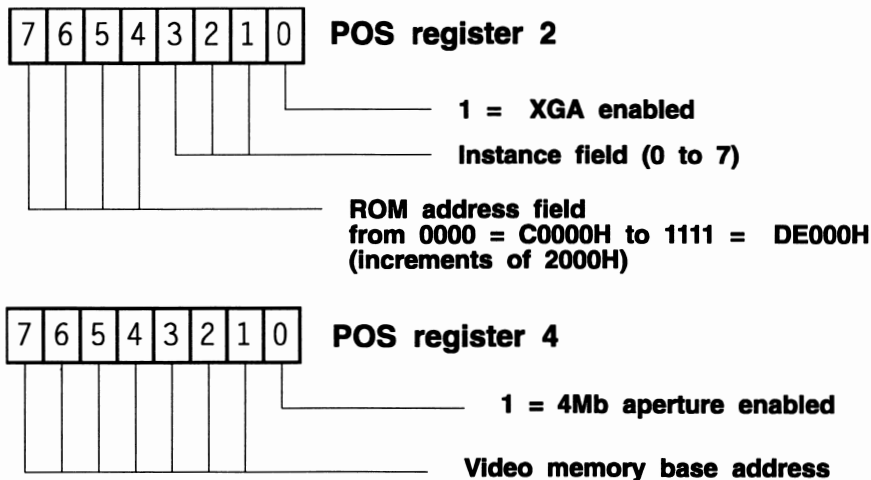 7 6 5 4 3 2 1 0 POS register 2
1 = XGA enabled
Instance field (0 to 7)
ROM address field
from 0000 = C0000H to 1111 = DE000H
(increments of 2000H)
7 6 5 4 3 2 1 0 POS register 4
1 = 4Mb aperture enabled
Video memory base address